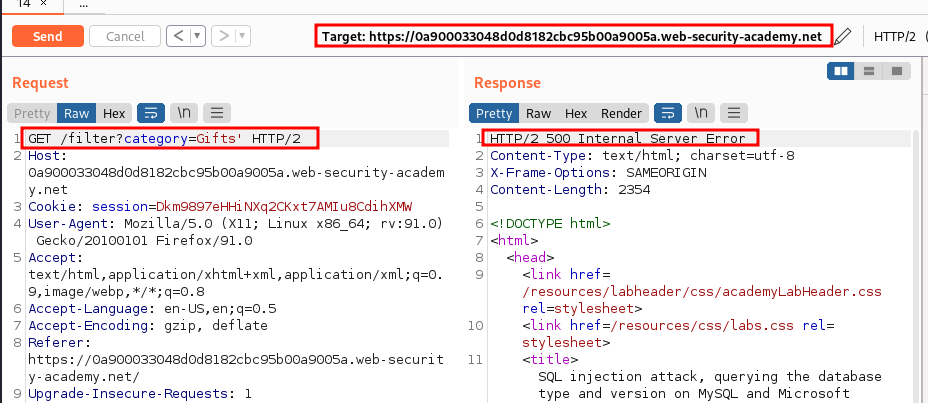 14 × ...
Send Cancel < > Target: https://0a900033048d0d8182cbc95b00a9005a.web-security-academy.net HTTP/2
Request
Pretty Raw Hex \n
1 GET /filter?category=Gifts' HTTP/2
2 Host:
0a900033048d0d8182cbc95b00a9005a.web-security-academ
y.net
3 Cookie: session=Dkm9897eHHiNXq2CKxt7AMIu8CdihXMW
4 User-Agent: Mozilla/5.0 (X11; Linux x86_64; rv:91.0)
Gecko/20100101 Firefox/91.0
5 Accept:
text/html,application/xhtml+xml,application/xml;q=0.
9,image/webp,*/*;q=0.8
6 Accept-Language: en-US,en;q=0.5
7 Accept-Encoding: gzip, deflate
8 Referer:
https://0a900033048d0d8182cbc95b00a9005a.web-securit
y-academy.net/
9 Upgrade-Insecure-Requests: 1
Response
Pretty Raw Hex Render \n
1 HTTP/2 500 Internal Server Error
2 Content-Type: text/html; charset=utf-8
3 X-Frame-Options: SAMEORIGIN
4 Content-Length: 2354
5
6 <!DOCTYPE html>
7 <html>
8 <head>
9 <link href=
/resources/labheader/css/academyLabHeader.css
rel=stylesheet>
10 <link href=/resources/css/labs.css rel=
stylesheet>
11 <title>
SQL injection attack, querying the database
type and version on MySQL and Microsoft